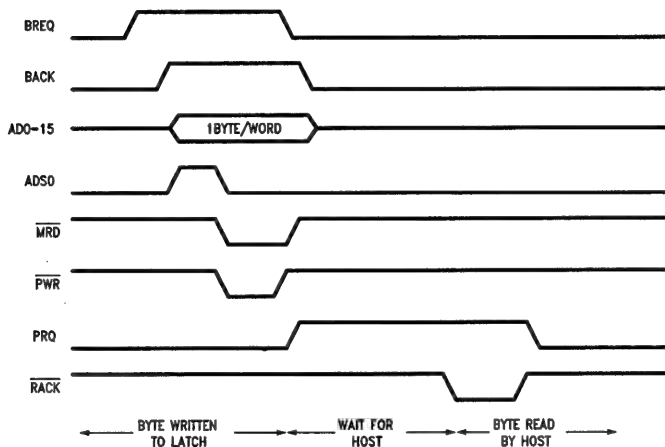 BREQ
BACK
AD0-15
1BYTE/WORD
ADS0
MRD
PWR
PRQ
RACK
BYTE WRITTEN
TO LATCH
WAIT FOR
HOST
BYTE READ
BY HOST